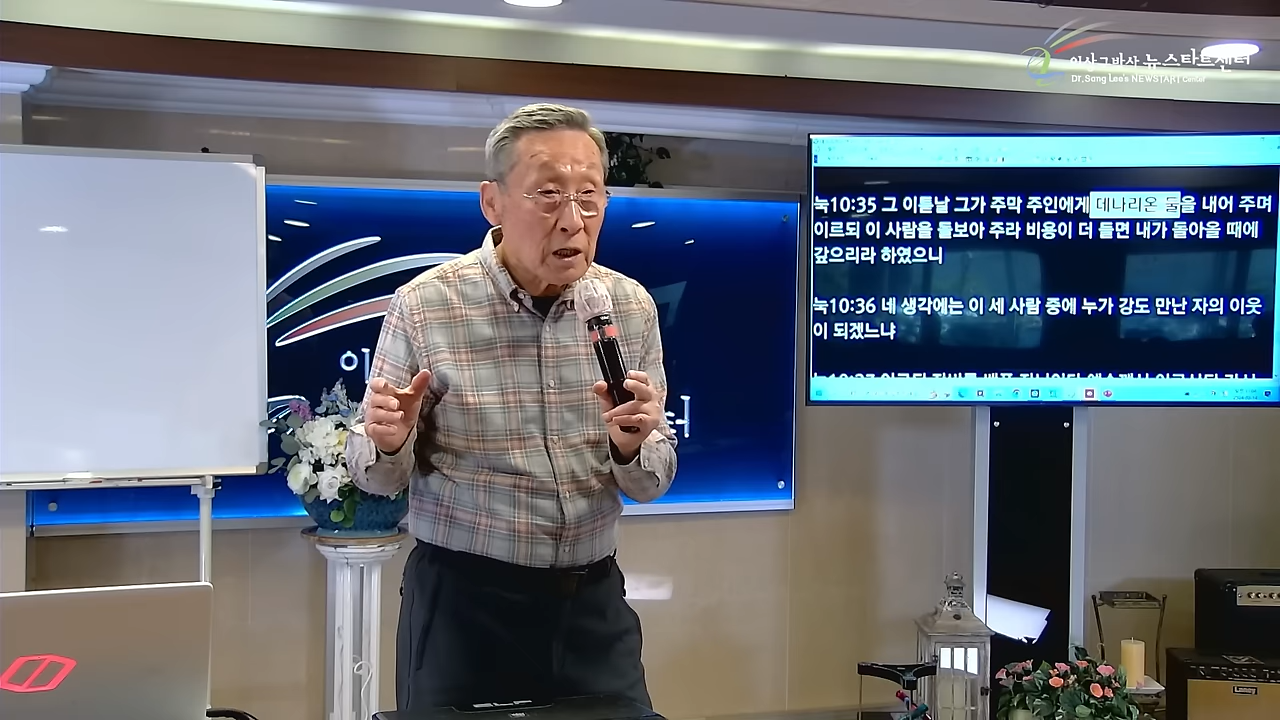 이상구박사 뉴스타트센터
Dr.Sang Lee's NEWSTART Center
눅10:35 그 이튿날 그가 주막 주인에게 데나리온 둘을 내어 주며
이르되 이 사람을 돌보아 주라 비용이 더 들면 내가 돌아올 때에
갚으리라 하였으니
눅10:36 네 생각에는 이 세 사람 중에 누가 강도 만난 자의 이웃
이 되겠느냐
이
터
ELF
Laney